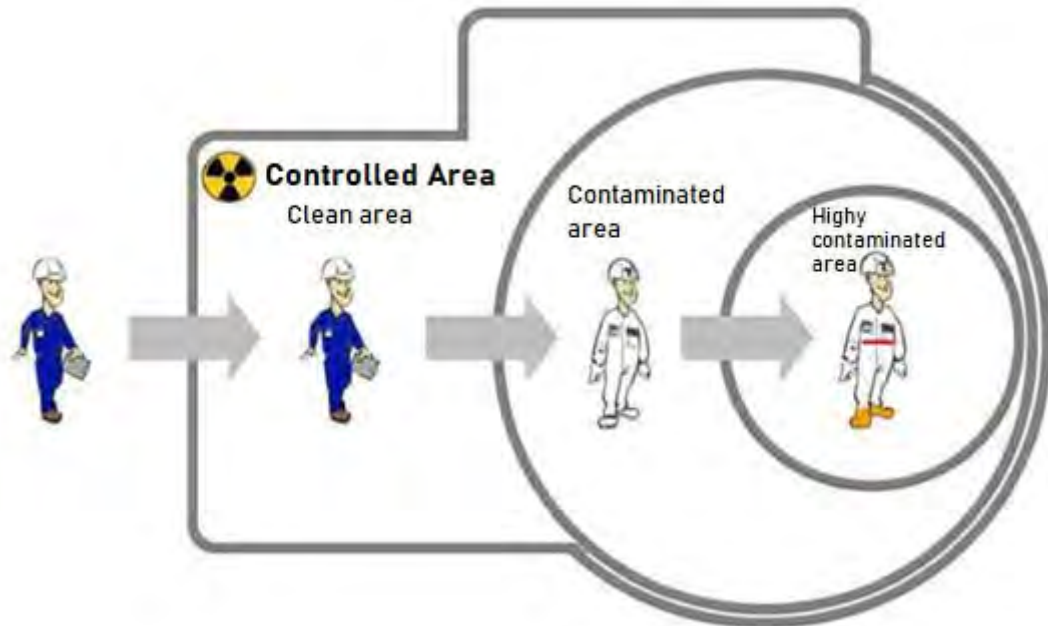 Controlled Area
Clean area
Contaminated
area
Highy
contaminated
area